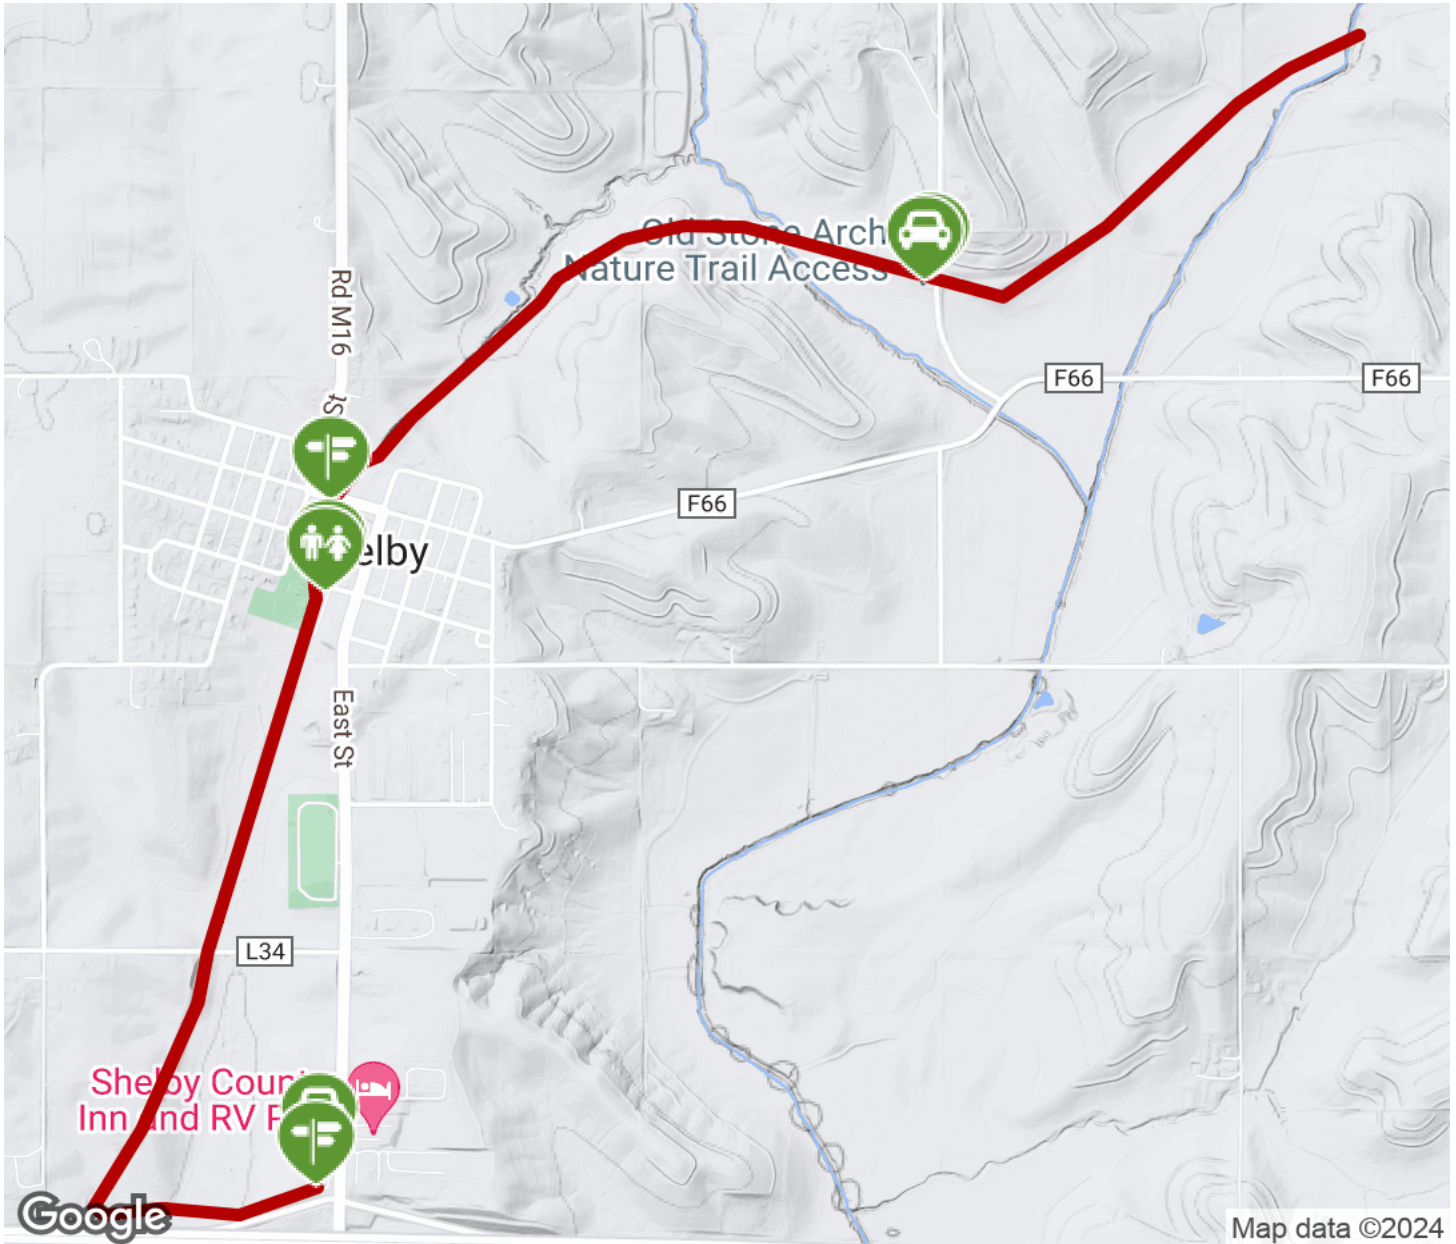 Old Stone Arch
Nature Trail Access
Rd M16
St
F66
F66
F66
elby
East St
L34
Shelby
Inn and RV
Google
Map data ©2024